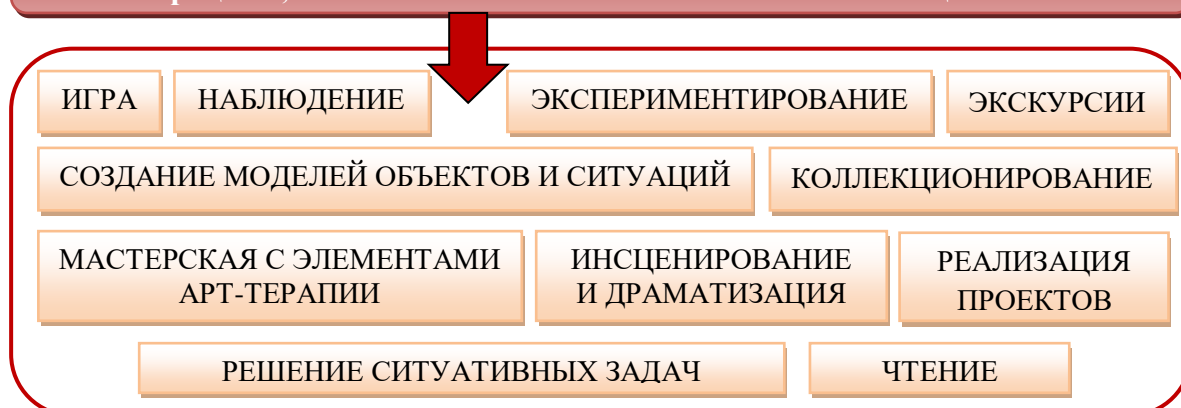 ИГРА
НАБЛЮДЕНИЕ
ЭКСПЕРИМЕНТИРОВАНИЕ
ЭКСКУРСИИ
СОЗДАНИЕ МОДЕЛЕЙ ОБЪЕКТОВ И СИТУАЦИЙ
КОЛЛЕКЦИОНИРОВАНИЕ
МАСТЕРСКАЯ С ЭЛЕМЕНТАМИ
АРТ-ТЕРАПИИ
ИНСЦЕНИРОВАНИЕ
И ДРАМАТИЗАЦИЯ
РЕАЛИЗАЦИЯ
ПРОЕКТОВ
РЕШЕНИЕ СИТУАТИВНЫХ ЗАДАЧ
ЧТЕНИЕ